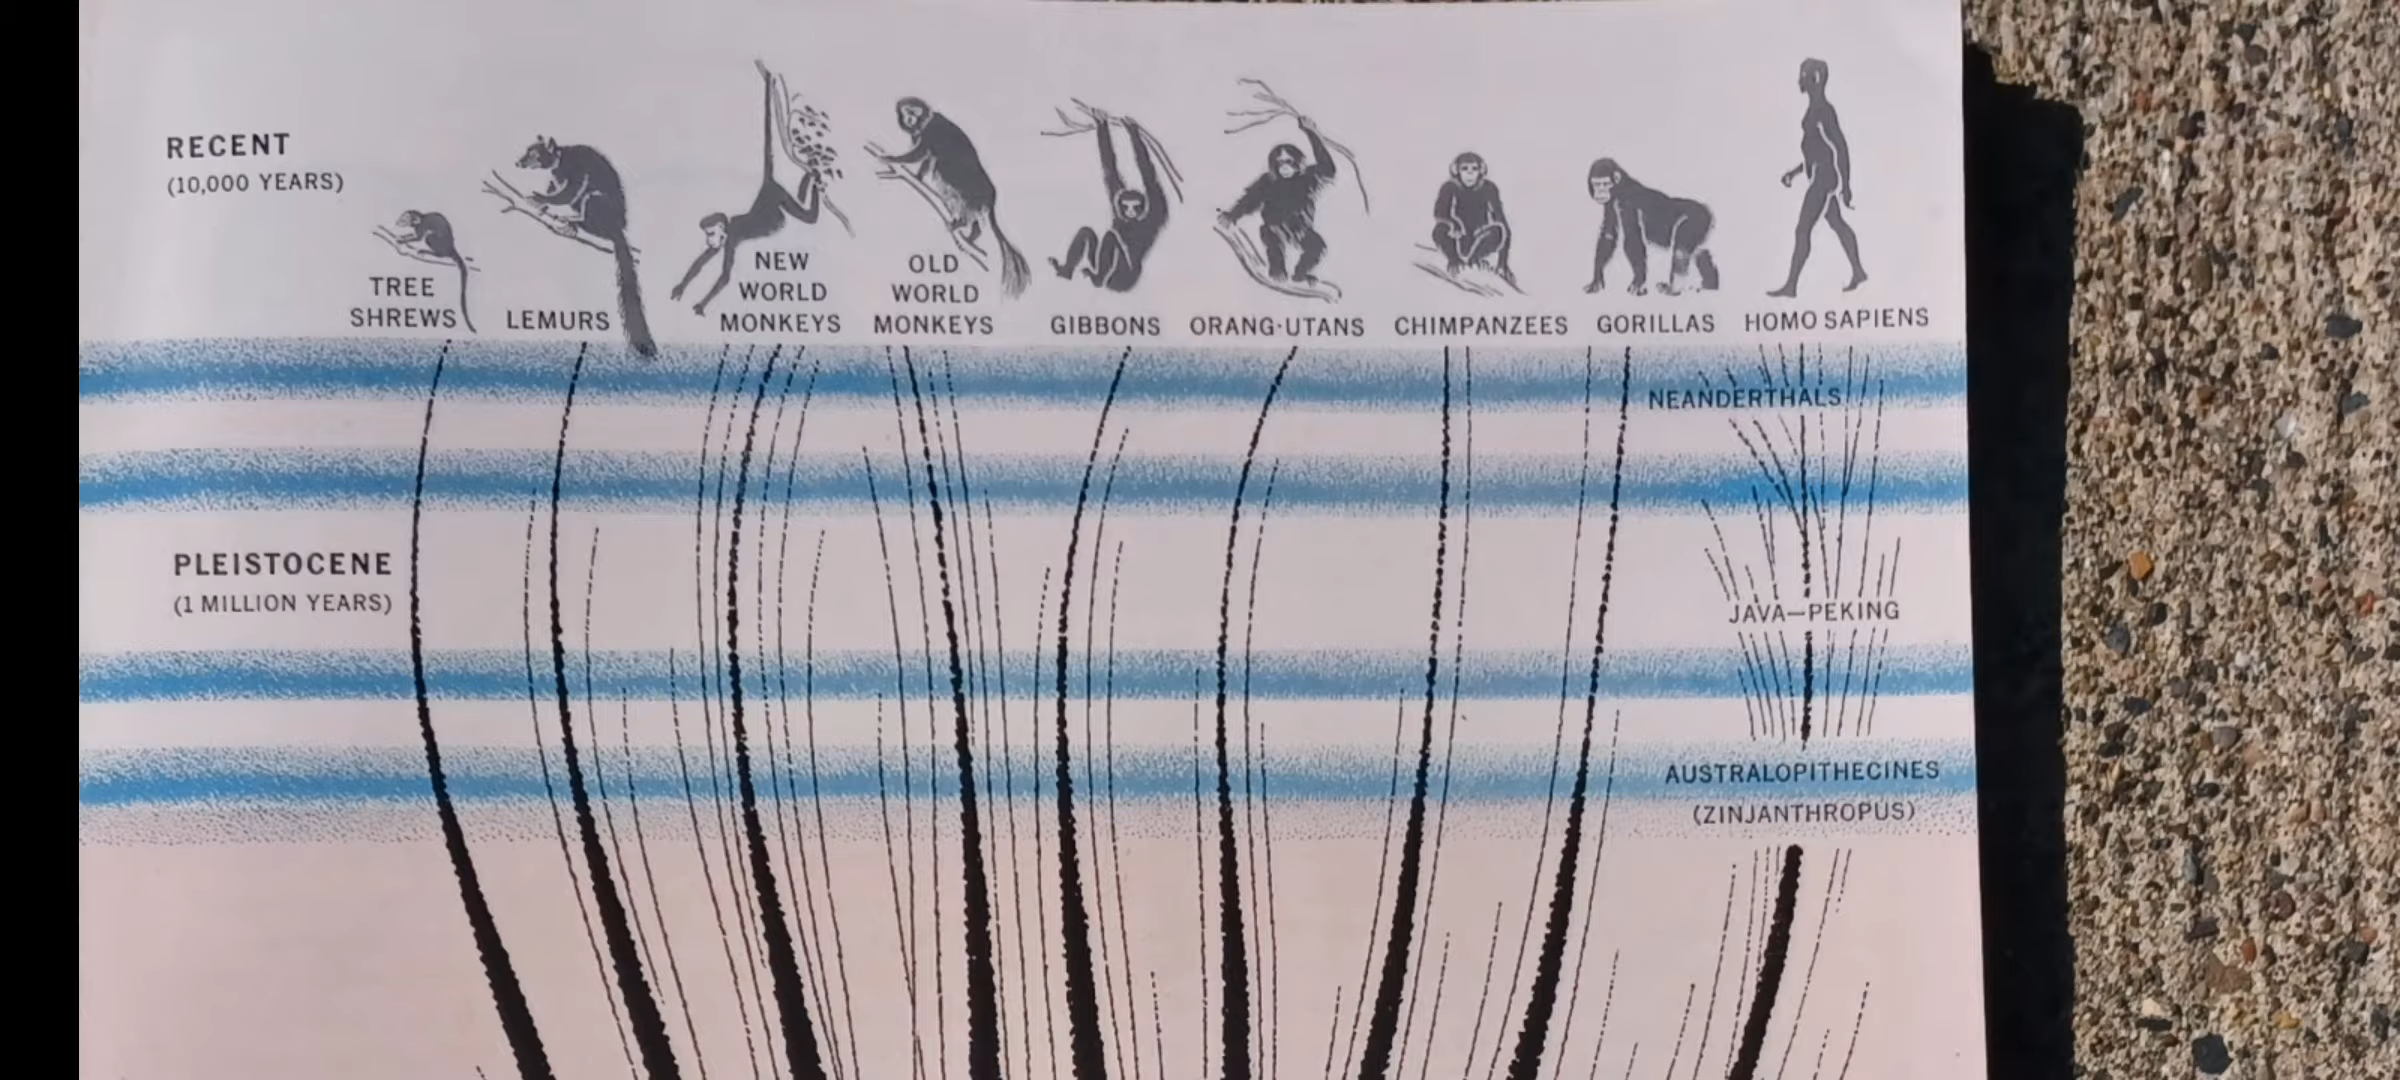 RECENT
(10,000 YEARS)
TREE
SHREWS
LEMURS
NEW
WORLD
MONKEYS
OLD
WORLD
MONKEYS
GIBBONS
ORANG-UTANS
CHIMPANZEES
GORILLAS
HOMO SAPIENS
NEANDERTHALS
PLEISTOCENE
(1 MILLION YEARS)
JAVA—PEKING
AUSTRALOPITHECINES
(ZINJANTHROPUS)